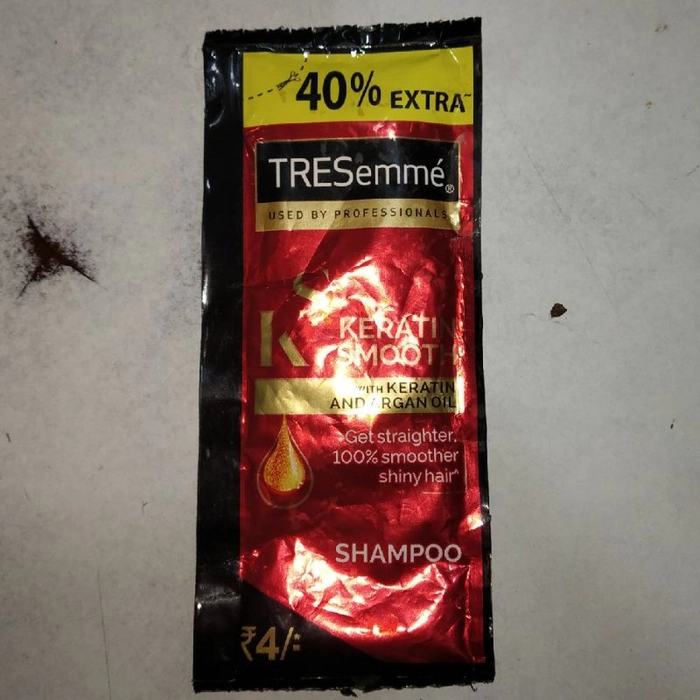 40% EXTRA~
TRESemmé®
USED BY PROFESSIONALS
KS
KERATIN
SMOOTH
WITH KERATIN
AND ARGAN OIL
Get straighter,
100% smoother
shiny hair^
SHAMPOO
₹4/-